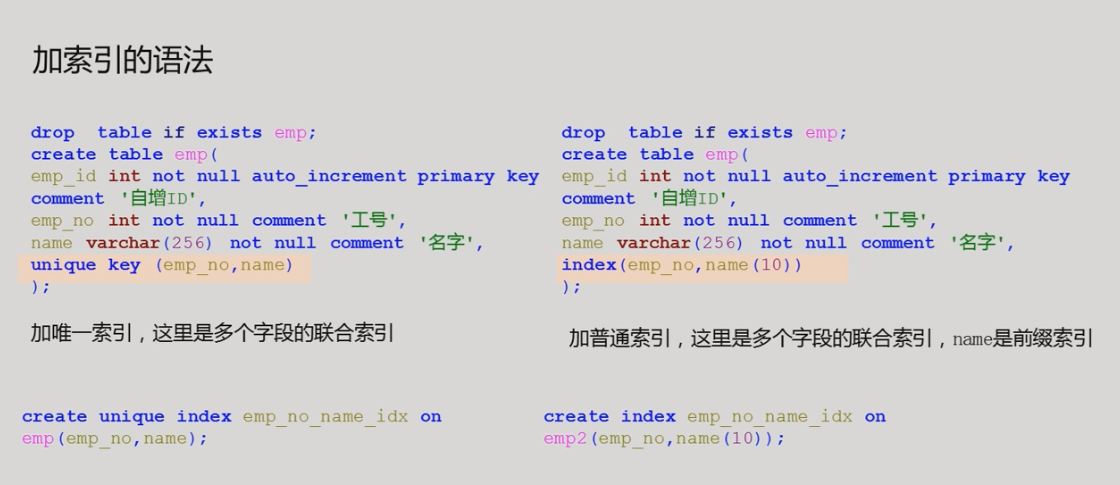 加索引的语法
drop  table if exists emp;
create table emp(
emp_id int not null auto_increment primary key
comment '自增ID',
emp_no int not null comment '工号',
name varchar(256) not null comment '名字',
unique key (emp_no,name)
);
加唯一索引，这里是多个字段的联合索引
create unique index emp_no_name_idx on
emp(emp_no,name);
drop  table if exists emp;
create table emp(
emp_id int not null auto_increment primary key
comment '自增ID',
emp_no int not null comment '工号',
name varchar(256) not null comment '名字',
index(emp_no,name(10))
);
加普通索引，这里是多个字段的联合索引，name是前缀索引
create index emp_no_name_idx on
emp2(emp_no,name(10));